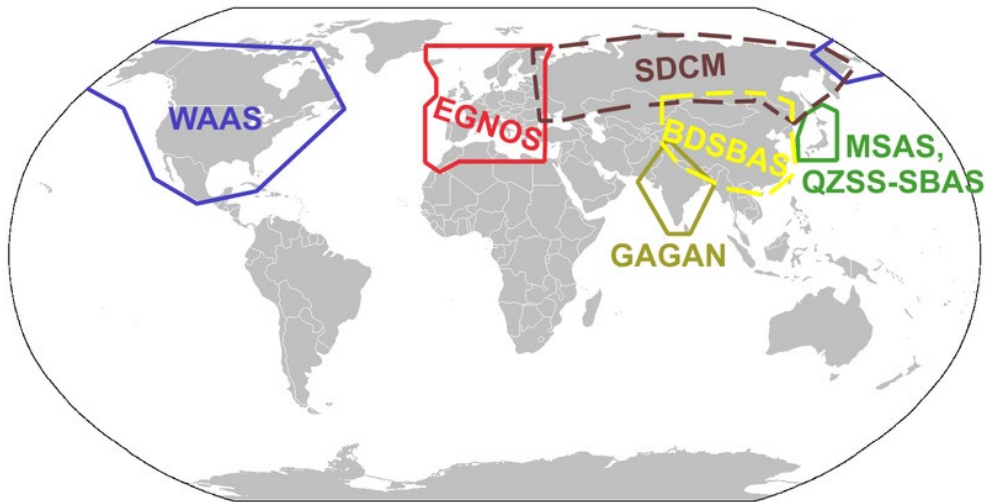 WAAS
EGNOS
SDCM
BDSBAS
MSAS,
QZSS-SBAS
GAGAN